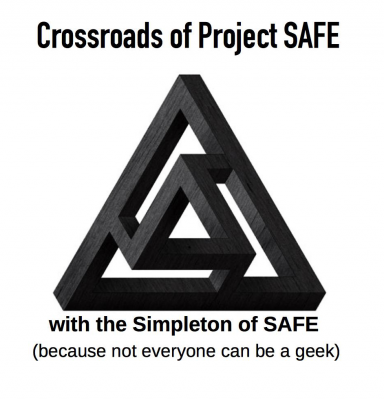 Crossroads of Project SAFE
with the Simpleton of SAFE
(because not everyone can be a geek)